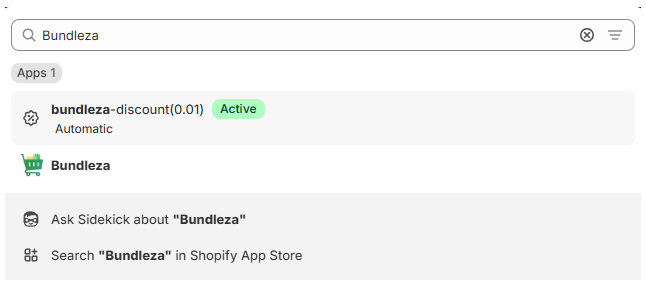 Bundleza
Apps 1
bundleza-discount(0.01) Active
Automatic
Bundleza
Ask Sidekick about "Bundleza"
Search "Bundleza" in Shopify App Store